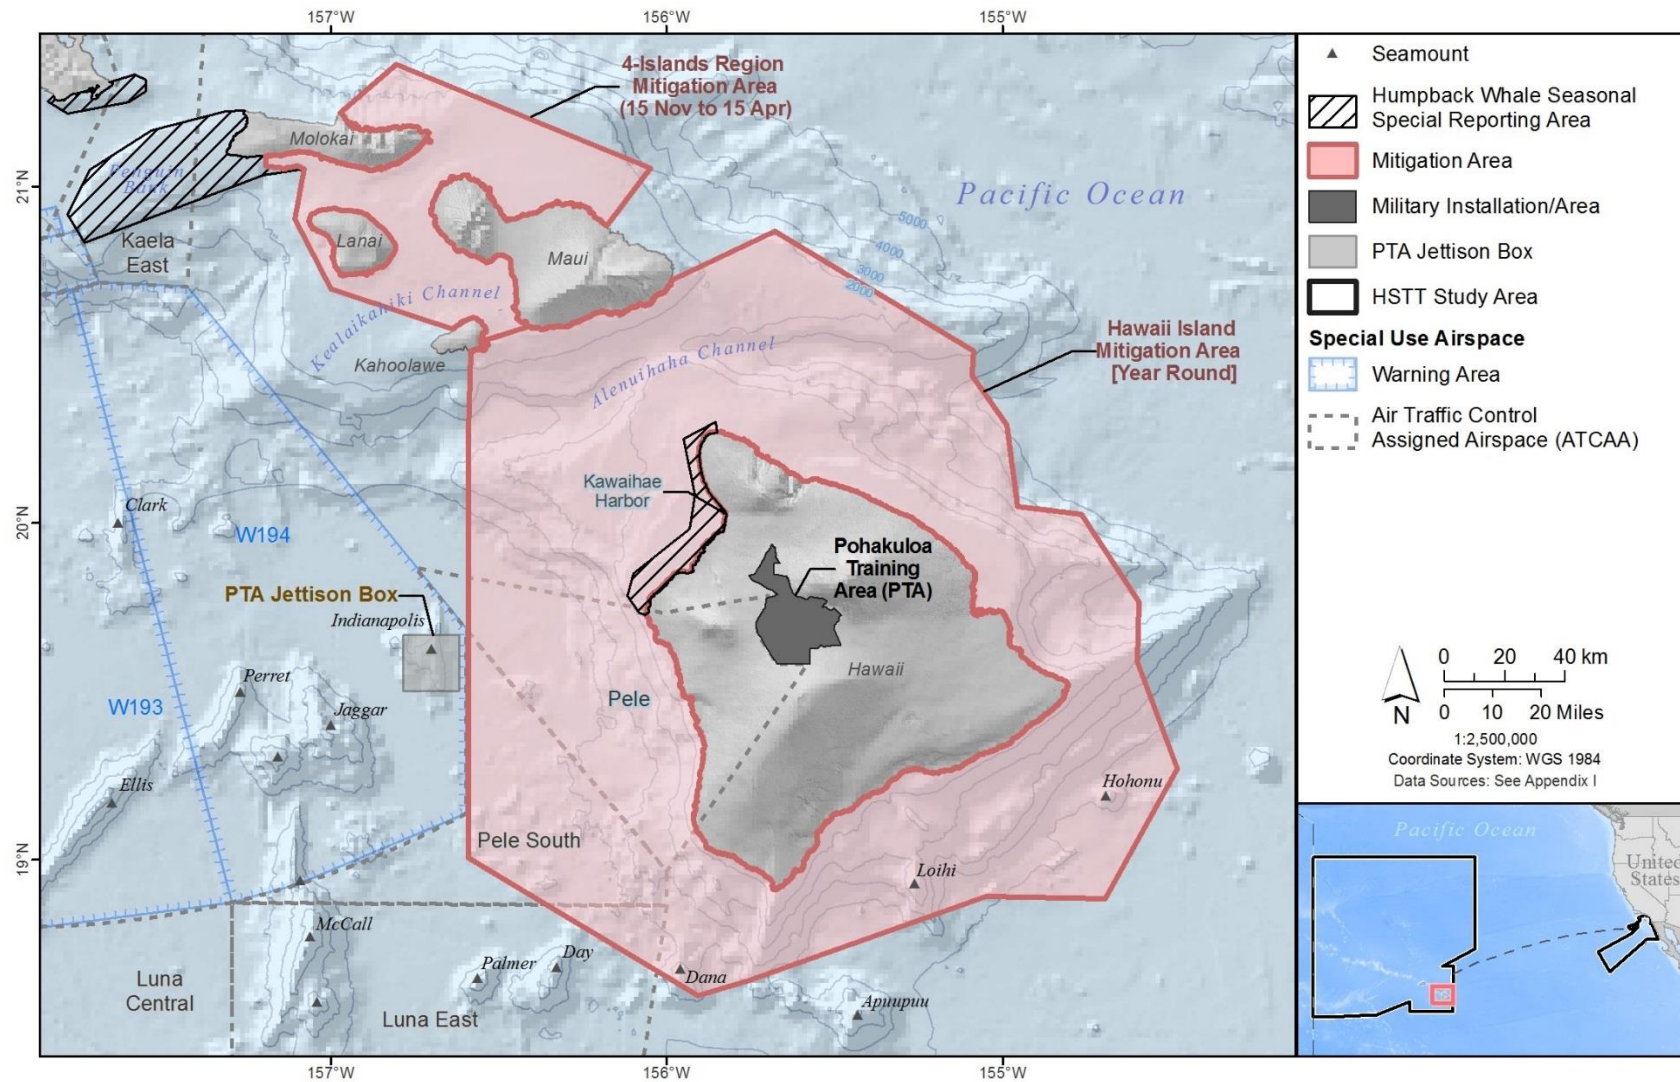 157°W
156°W
155°W
21°N
20°N
19°N
157°W
156°W
155°W
4-Islands Region
Mitigation Area
(15 Nov to 15 Apr)
Molokai
Penguin
Bank
Pacific Ocean
5000
4000
3000
2000
Kaela
East
Lanai
Maui
Kealaikahiki Channel
Kahoolawe
Alenuihaha Channel
Hawaii Island
Mitigation Area
[Year Round]
Kawaihae
Harbor
Clark
W194
Pohakuloa
Training
Area (PTA)
PTA Jettison Box
Indianapolis
Hawaii
Perret
Pele
W193
Jaggar
Ellis
Hohonu
Pele South
Loihi
McCall
Palmer
Day
Dana
Luna
Central
Luna East
Apuupuu
Seamount
Humpback Whale Seasonal
Special Reporting Area
Mitigation Area
Military Installation/Area
PTA Jettison Box
HSTT Study Area
Special Use Airspace
Warning Area
Air Traffic Control
Assigned Airspace (ATCAA)
N
0 20 40 km
0 10 20 Miles
1:2,500,000
Coordinate System: WGS 1984
Data Sources: See Appendix I
Pacific Ocean
United
States